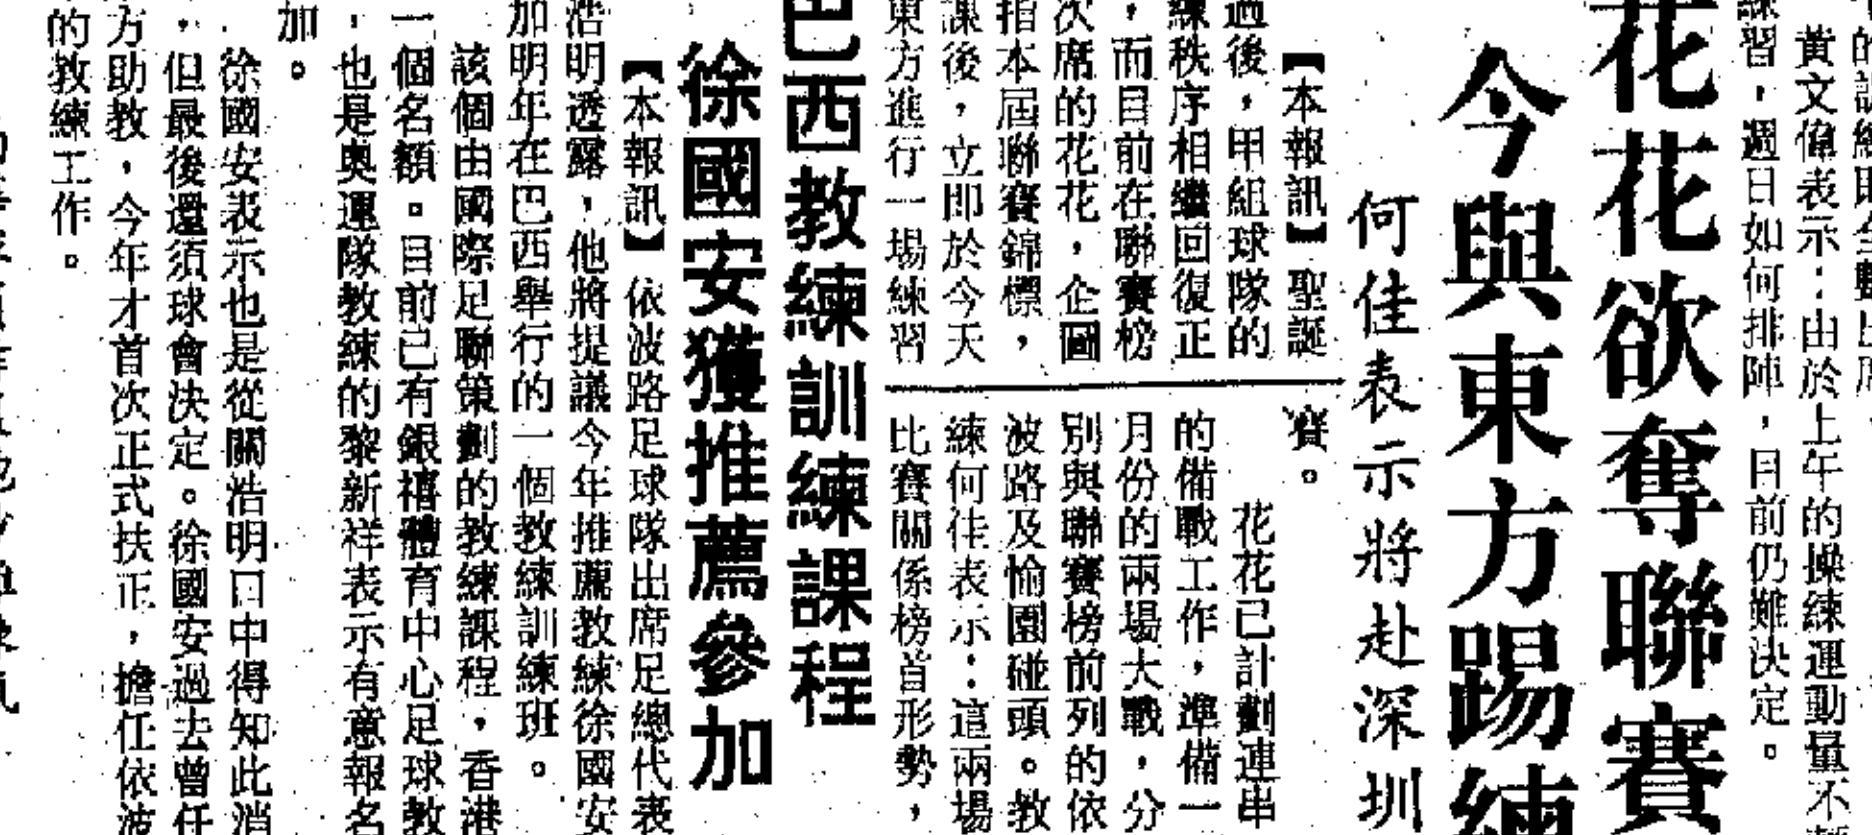 的訓練
黃文偉表示：由於上午的操練運動量不
練習，週日如何排陣，目前仍難決定。
花花欲奪聯賽
今與東方踢練
何佳表示將赴深圳
【本報訊】聖誕
過後，甲組球隊的
練秩序相繼回復正
，而目前在聯賽榜
次席的花花，企圖
指本屆聯賽錦標，
課後，立即於今天
東方進行一場練習
賽。
花花已計劃連串
的備戰工作，準備一
月份的兩場大戰，分
別與聯賽榜前列的依
波路及愉園碰頭。教
練何佳表示：這兩場
比賽關係榜首形勢，
巴西教練訓練課程
徐國安獲推薦參加
【本報訊】依波路足球隊出席足總代表
浩明透露，他將提議今年推薦教練徐國安
加明年在巴西舉行的一個教練訓練班。
該個由國際足聯策劃的教練課程，香港
一個名額。目前已有銀禧體育中心足球教
，也是奧運隊教練的黎新祥表示有意報名
加。
徐國安表示也是從關浩明口中得知此消
，但最後還須球會決定。徐國安過去曾任
方助教，今年才首次正式扶正，擔任依波
的教練工作。